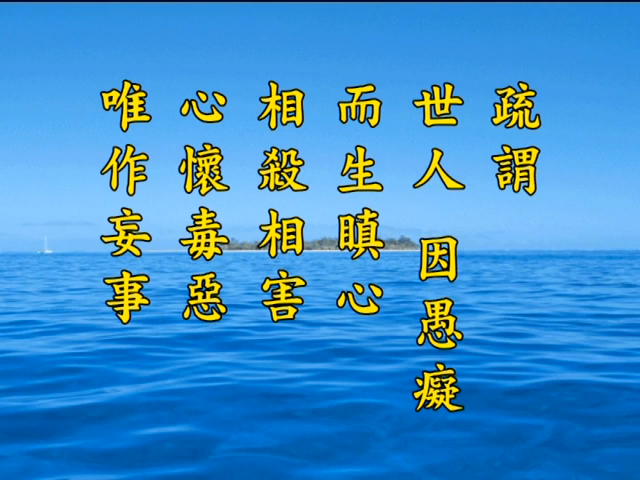 疏謂
世人 因愚癡
而生瞋心
相殺相害
心懷毒惡
唯作妄事